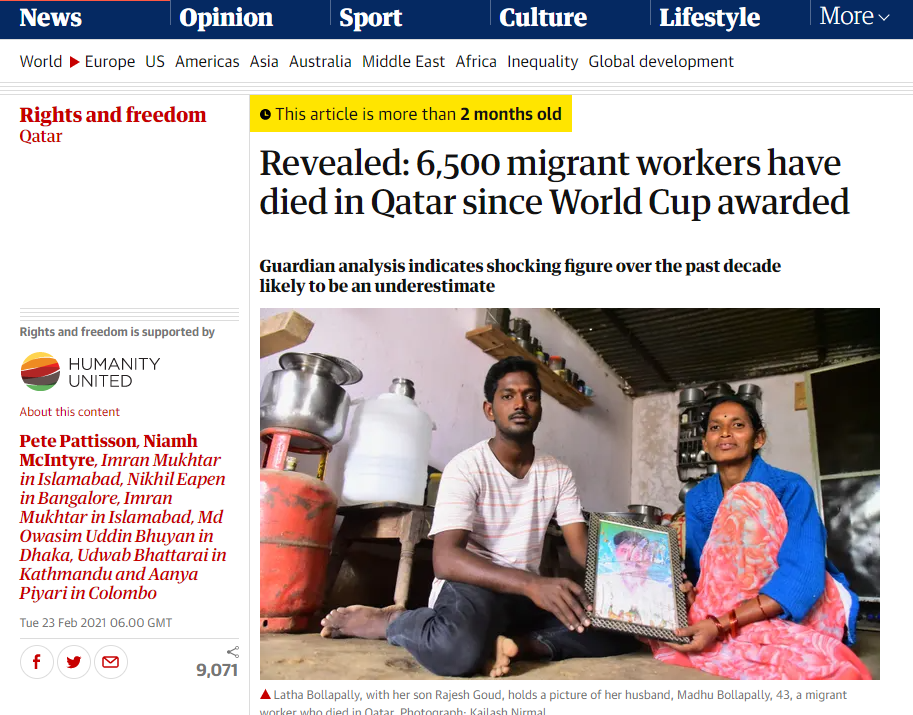 News
Opinion
Sport
Culture
Lifestyle
More
World
Europe
US
Americas
Asia
Australia
Middle East
Africa
Inequality
Global development
Rights and freedom
Qatar
This article is more than 2 months old
Revealed: 6,500 migrant workers have
died in Qatar since World Cup awarded
Guardian analysis indicates shocking figure over the past decade
likely to be an underestimate
Rights and freedom is supported by
HUMANITY
UNITED
About this content
Pete Pattisson, Niamh
McIntyre, Imran Mukhtar
in Islamabad, Nikhil Eapen
in Bangalore, Imran
Mukhtar in Islamabad, Md
Owasim Uddin Bhuyan in
Dhaka, Udwab Bhattarai in
Kathmandu and Aanya
Piyari in Colombo
Tue 23 Feb 2021 06.00 GMT
9,071
Latha Bollapally, with her son Rajesh Goud, holds a picture of her husband, Madhu Bollapally, 43, a migrant
worker who died in Qatar. Photograph: Kailash Nirmal